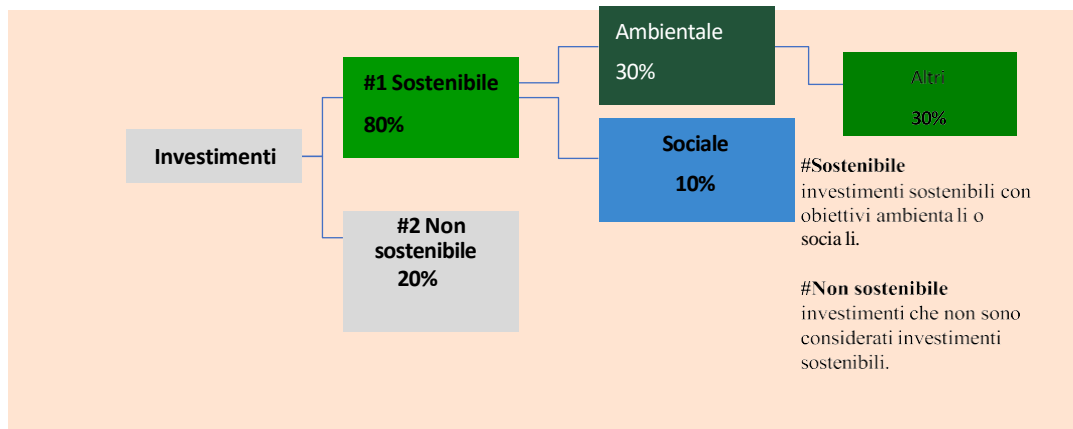 Investimenti
#1 Sostenibile
80%
#2 Non
sostenibile
20%
Ambientale
30%
Sociale
10%
Altri
30%
#Sostenibile
investimenti sostenibili con
obiettivi ambienta li o
socia li.
#Non sostenibile
investimenti che non sono
considerati investimenti
sostenibili.